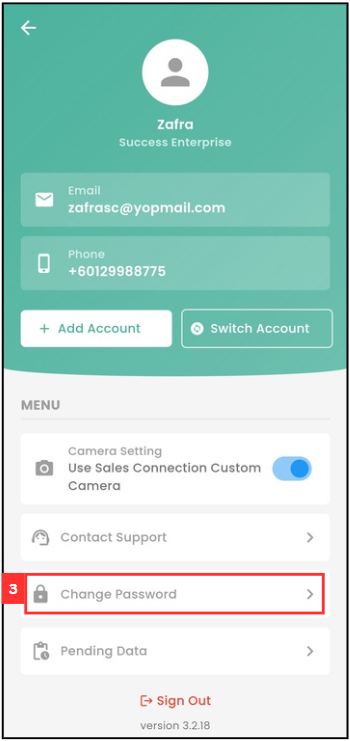 Zafra
Success Enterprise
Email
zafrasc@yopmail.com
Phone
+60129988775
+ Add Account
Switch Account
MENU
Camera Setting
Use Sales Connection Custom
Camera
Contact Support
3
Change Password
Pending Data
Sign Out
version 3.2.18